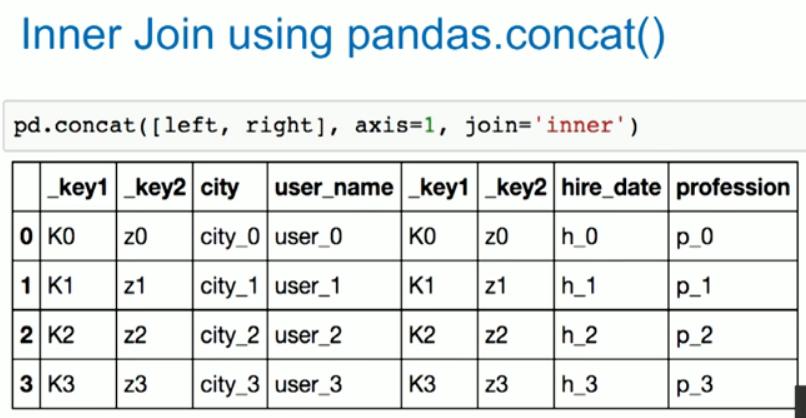 Inner Join using pandas.concat()
pd.concat([left, right], axis=1, join='inner')
_key1 _key2 city user_name _key1 _key2 hire_date profession
0 K0 z0 city_0 user_0 K0 z0 h_0 p_0
1 K1 z1 city_1 user_1 K1 z1 h_1 p_1
2 K2 z2 city_2 user_2 K2 z2 h_2 p_2
3 K3 z3 city_3 user_3 K3 z3 h_3 p_3